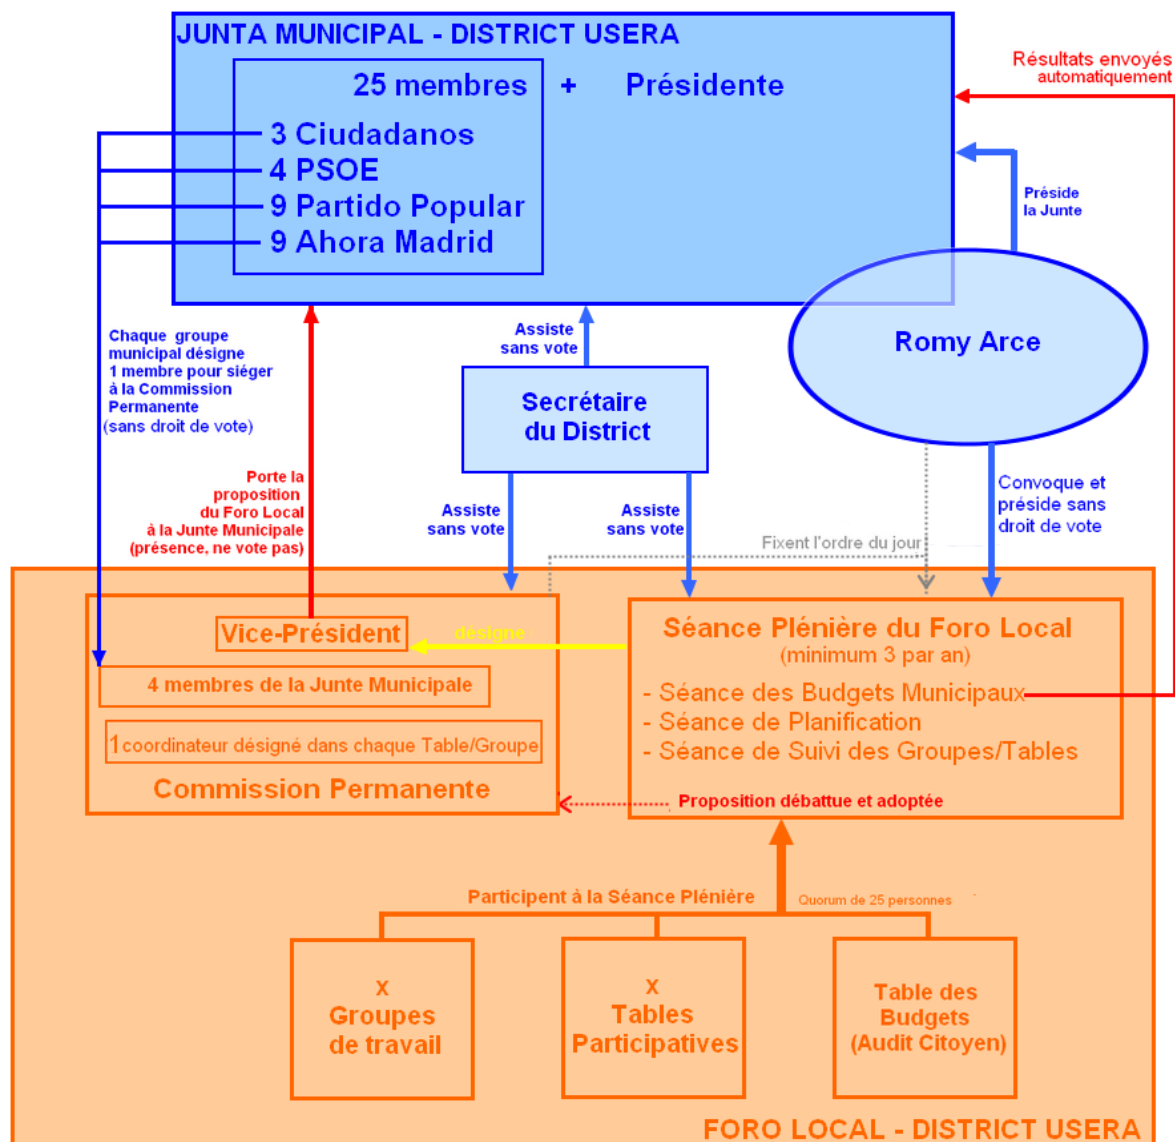 JUNTA MUNICIPAL - DISTRICT USERA
25 membres + Présidente
3 Ciudadanos
4 PSOE
9 Partido Popular
9 Ahora Madrid
Résultats envoyés
automatiquement
Préside
la Junte
Romy Arce
Chaque groupe
municipal désigne
1 membre pour siéger
à la Commission
Permanente
(sans droit de vote)
Assiste
sans vote
Secrétaire
du District
Porte la
proposition
du Foro Local
à la Junte Municipale
(présence, ne vote pas)
Assiste
sans vote
Assiste
sans vote
Convoque et
préside sans
droit de vote
Fixent l'ordre du jour
Vice-Président
désigne
4 membres de la Junte Municipale
1 coordinateur désigné dans chaque Table/Groupe
Commission Permanente
Séance Plénière du Foro Local
(minimum 3 par an)
- Séance des Budgets Municipaux
- Séance de Planification
- Séance de Suivi des Groupes/Tables
Proposition débattue et adoptée
Participent à la Séance Plénière
Quorum de 25 personnes
x
Groupes
de travail
x
Tables
Participatives
Table des
Budgets
(Audit Citoyen)
FORO LOCAL - DISTRICT USERA